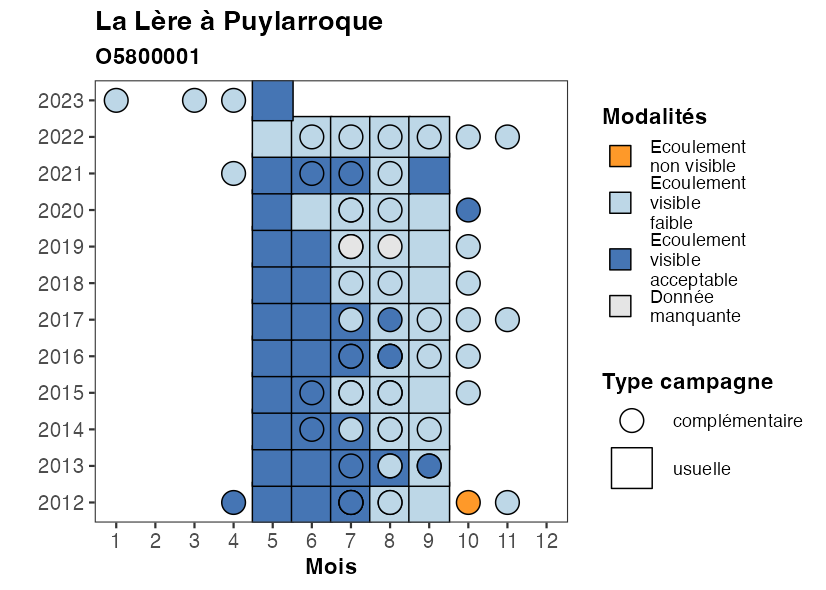 La Lère à Puylarroque
O5800001
2023
2022
2021
2020
2019
2018
2017
2016
2015
2014
2013
2012
1 2 3 4 5 6 7 8 9 10 11 12
Mois
Modalités
Ecoulement
non visible
Ecoulement
visible
faible
Ecoulement
visible
acceptable
Donnée
manquante
Type campagne
complémentaire
usuelle